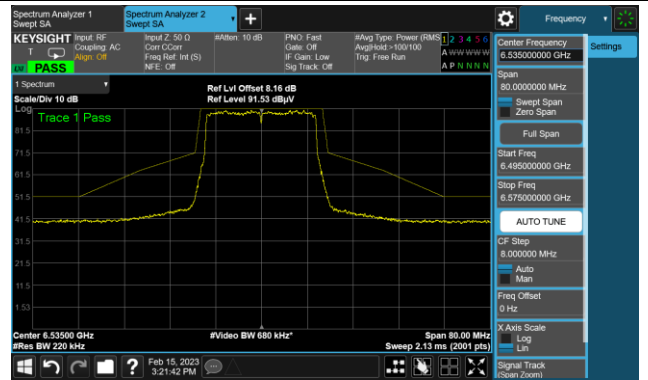 Spectrum Analyzer 1
Swept SA
Spectrum Analyzer 2
Swept SA
+
Frequency
KEYSIGHT
T
PASS
Input: RF
Coupling: AC
Align: Off
Input Z: 50 Ω
Corr CCorr
Freq Ref: Int (S)
NFE: Off
#Atten: 10 dB
PNO: Fast
Gate: Off
IF Gain: Low
Sig Track: Off
#Avg Type: Power (RMS
Avg|Hold:>100/100
Trig: Free Run
1 2 3 4 5 6
A W W W W W
A P N N N N
1 Spectrum
Scale/Div 10 dB
Ref Lvl Offset 8.16 dB
Ref Level 91.53 dBµV
Log
Trace 1 Pass
81.5
71.5
61.5
51.5
41.5
31.5
21.5
11.5
1.53
Center 6.53500 GHz
#Res BW 220 kHz
#Video BW 680 kHz*
Span 80.00 MHz
Sweep 2.13 ms (2001 pts)
Feb 15, 2023
3:21:42 PM
?
Settings
Center Frequency
6.535000000 GHz
Span
80.0000000 MHz
Swept Span
Zero Span
Full Span
Start Freq
6.495000000 GHz
Stop Freq
6.575000000 GHz
AUTO TUNE
CF Step
8.000000 MHz
Auto
Man
Freq Offset
0 Hz
X Axis Scale
Log
Lin
Signal Track
(Span Zoom)